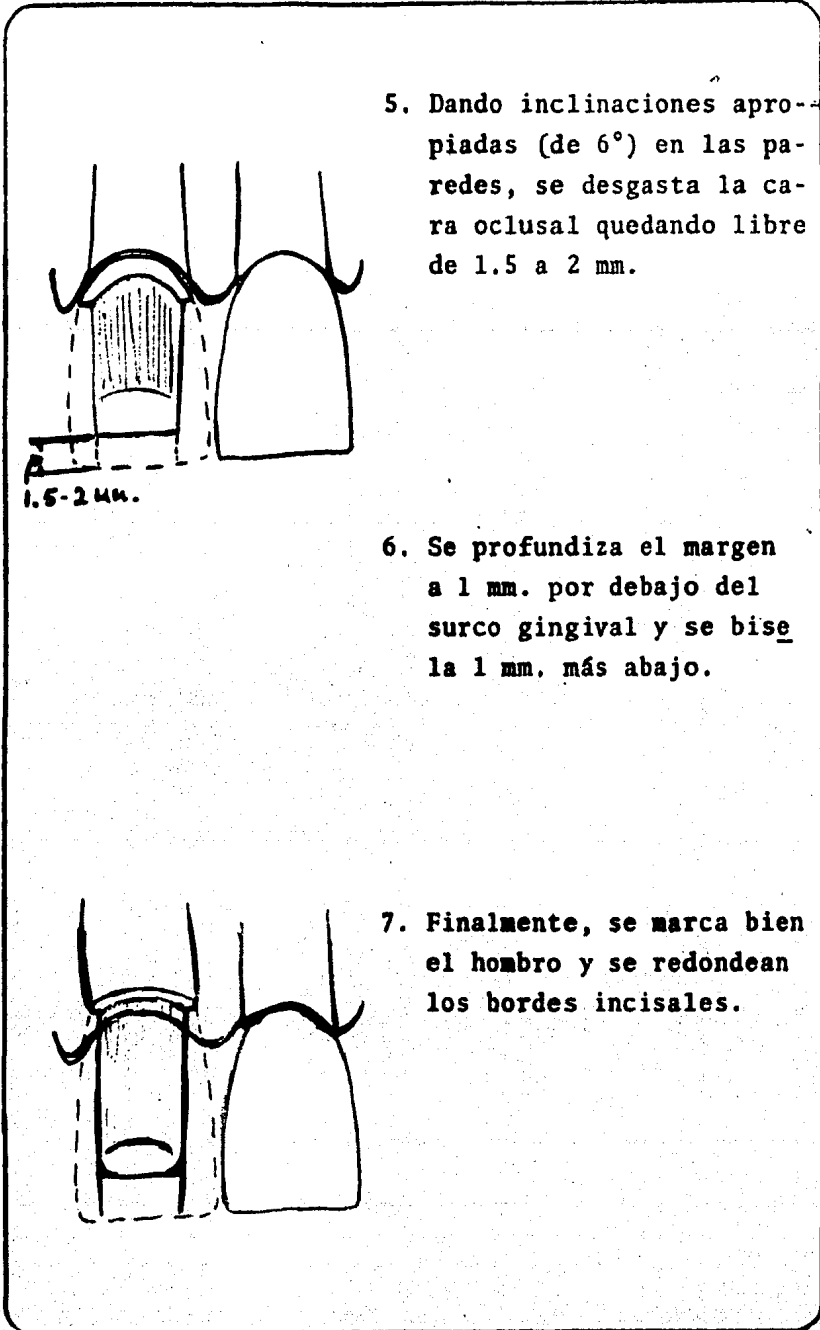 5. Dando inclinaciones apro-
piadas (de 6°) en las pa-
redes, se desgasta la ca-
ra oclusal quedando libre
de 1.5 a 2 mm.
1.5-2 mm.
6. Se profundiza el margen
a 1 mm. por debajo del
surco gingival y se bise
la 1 mm. más abajo.
7. Finalmente, se marca bien
el hombro y se redondean
los bordes incisales.